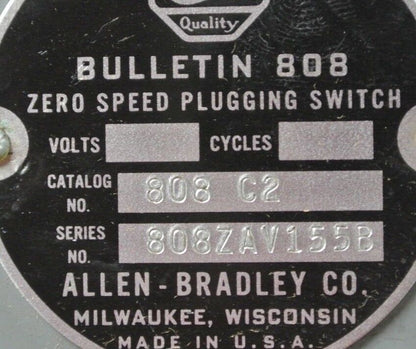 Quality
BULLETIN 808
ZERO SPEED PLUGGING SWITCH
VOLTS CYCLES
CATALOG NO. 808 C2
SERIES NO. 808ZAV155B
ALLEN-BRADLEY CO.
MILWAUKEE, WISCONSIN
MADE IN U.S.A.